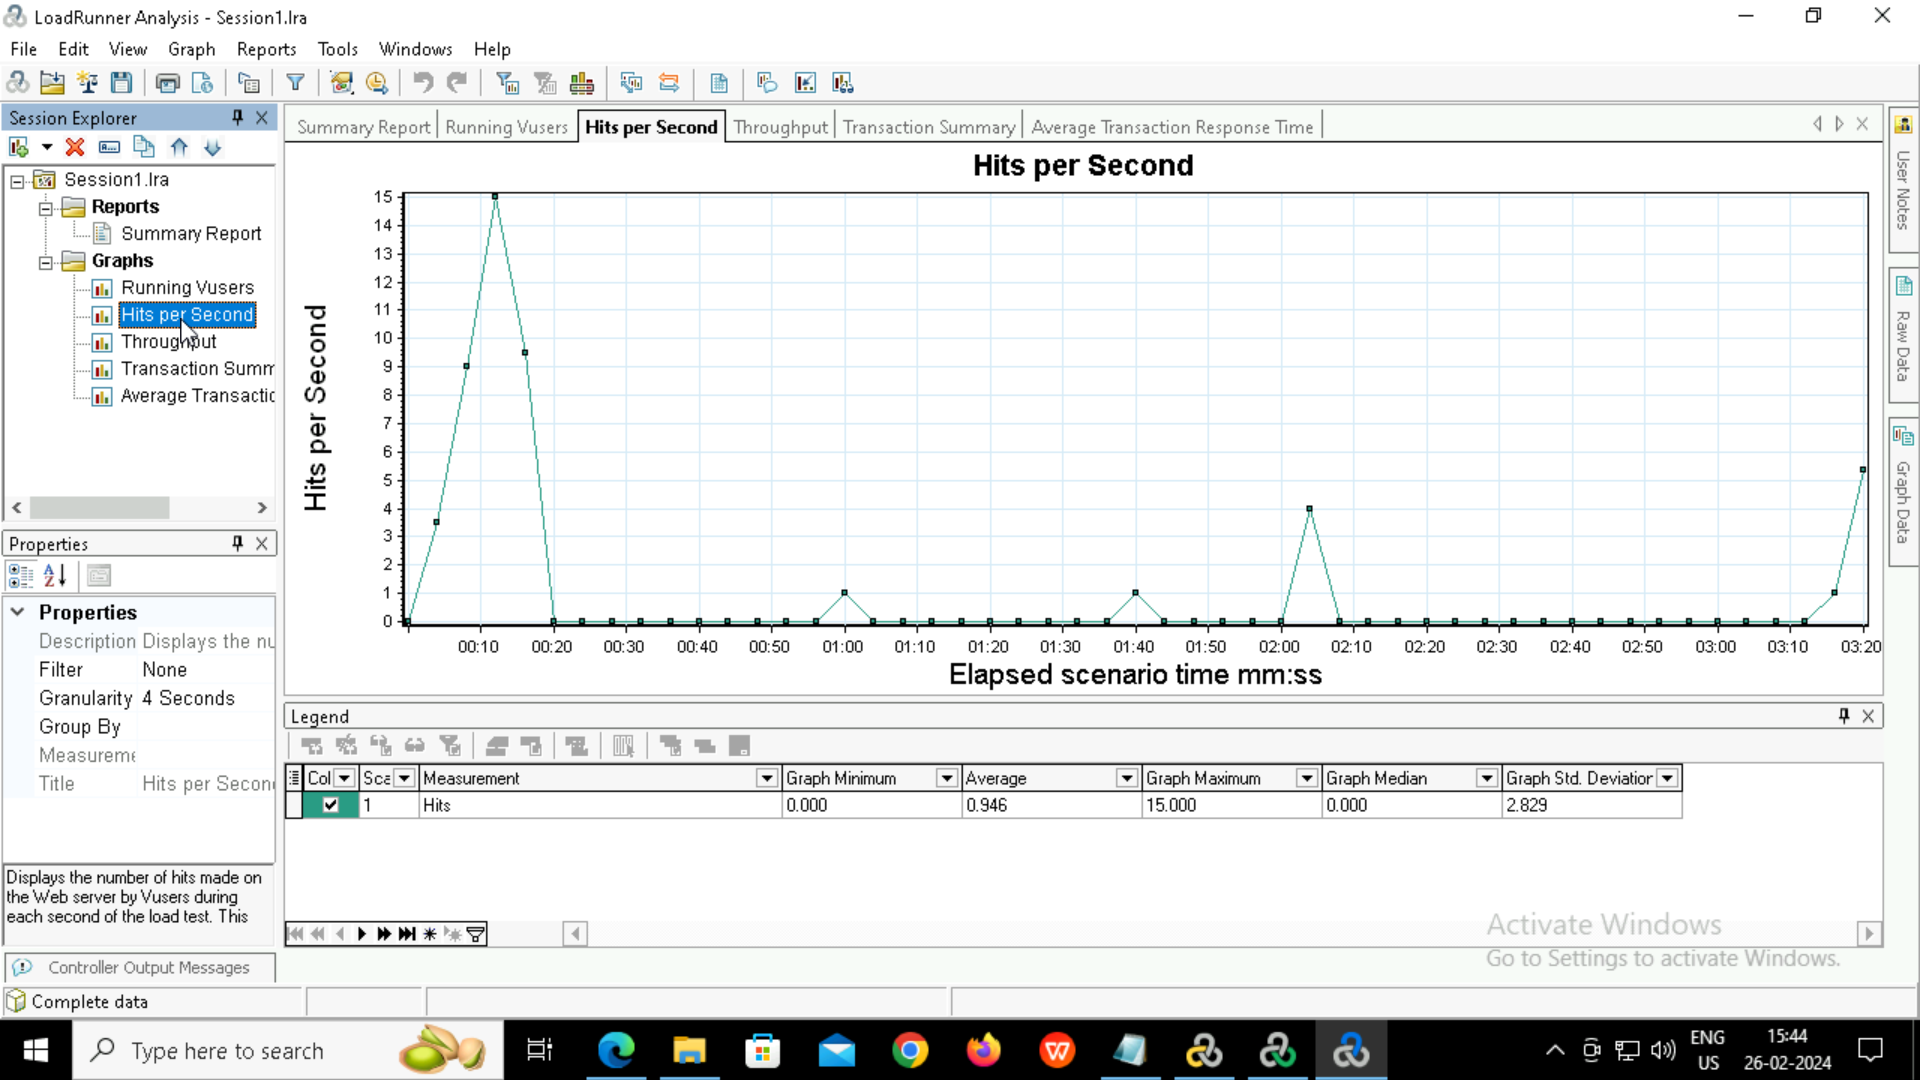 LoadRunner Analysis - Session1.lra
File Edit View Graph Reports Tools Windows Help
Session Explorer
Session1.lra
Reports
Summary Report
Graphs
Running Vusers
Hits per Second
Throughput
Transaction Summ
Average Transactic
Properties
Properties
Description Displays the nu
Filter None
Granularity 4 Seconds
Group By
Measureme
Title Hits per Secon
Displays the number of hits made on
the Web server by Vusers during
each second of the load test. This
Controller Output Messages
Complete data
Summary Report Running Vusers Hits per Second Throughput Transaction Summary Average Transaction Response Time
Hits per Second
Hits per Second
15
14
13
12
11
10
9
8
7
6
5
4
3
2
1
0
00:10 00:20 00:30 00:40 00:50 01:00 01:10 01:20 01:30 01:40 01:50 02:00 02:10 02:20 02:30 02:40 02:50 03:00 03:10 03:20
Elapsed scenario time mm:ss
Legend
Col Sca Measurement Graph Minimum Average Graph Maximum Graph Median Graph Std. Deviation
1 Hits 0.000 0.946 15.000 0.000 2.829
User Notes
Raw Data
Graph Data
Activate Windows
Go to Settings to activate Windows.
Type here to search
ENG
US
15:44
26-02-2024